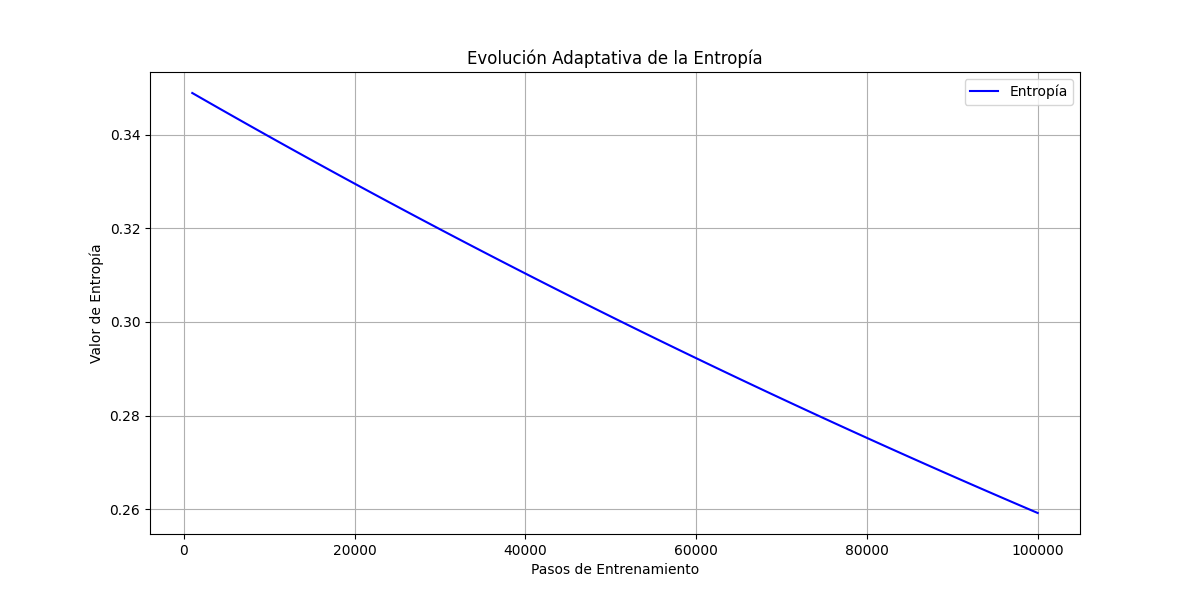 Evolución Adaptativa de la Entropía
Entropía
Valor de Entropía
0.34
0.32
0.30
0.28
0.26
0 20000 40000 60000 80000 100000
Pasos de Entrenamiento